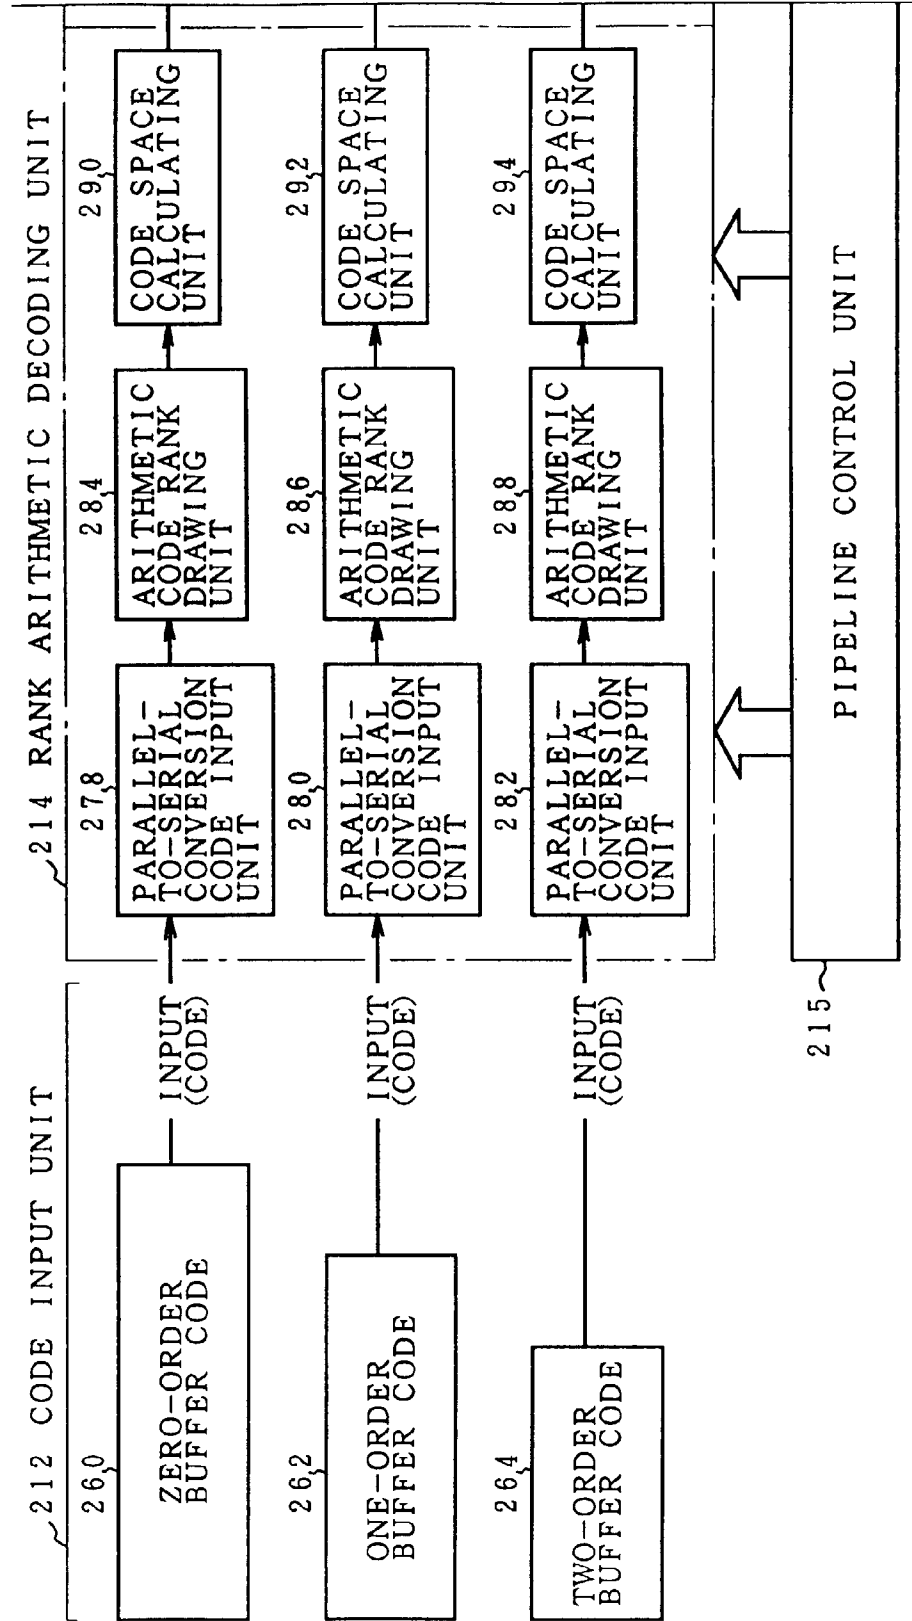 212 CODE INPUT UNIT
260
ZERO-ORDER
BUFFER CODE
INPUT
(CODE)
262
ONE-ORDER
BUFFER CODE
INPUT
(CODE)
264
TWO-ORDER
BUFFER CODE
INPUT
(CODE)
214 RANK ARITHMETIC DECODING UNIT
278
PARALLEL-
TO-SERIAL
CONVERSION
CODE INPUT
UNIT
284
ARITHMETIC
CODE RANK
DRAWING
UNIT
290
CODE SPACE
CALCULATING
UNIT
280
PARALLEL-
TO-SERIAL
CONVERSION
CODE INPUT
UNIT
286
ARITHMETIC
CODE RANK
DRAWING
UNIT
292
CODE SPACE
CALCULATING
UNIT
282
PARALLEL-
TO-SERIAL
CONVERSION
CODE INPUT
UNIT
288
ARITHMETIC
CODE RANK
DRAWING
UNIT
294
CODE SPACE
CALCULATING
UNIT
215
PIPELINE CONTROL UNIT